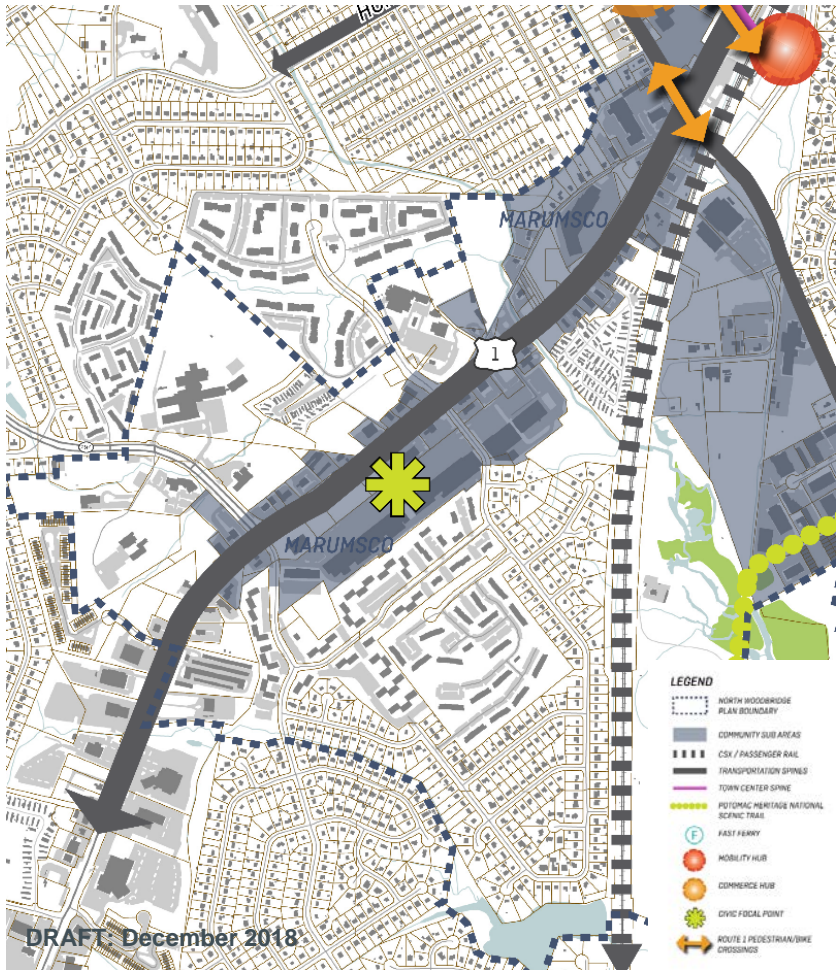 MARUMSCO
1
MARUMSCO
LEGEND
NORTH WOODBRIDGE
PLAN BOUNDARY
COMMUNITY SUB AREAS
CSX / PASSENGER RAIL
TRANSPORTATION SPINES
TOWN CENTER SPINE
POTOMAC HERITAGE NATIONAL
SCENIC TRAIL
F FAST FERRY
MOBILITY HUB
COMMERCE HUB
CIVIC FOCAL POINT
ROUTE 1 PEDESTRIAN/BIKE
CROSSINGS
DRAFT: December 2018